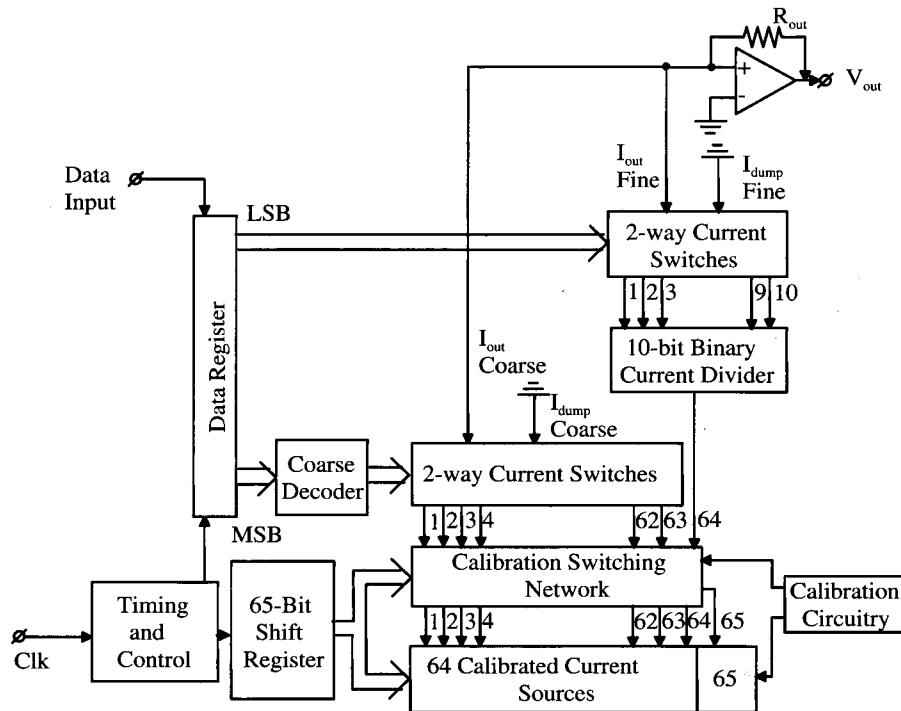 R_out
+
-
V_out
I_out
Fine
I_dump
Fine
Data
Input
LSB
2-way Current
Switches
1 2 3 9 10
10-bit Binary
Current Divider
Data Register
I_out
Coarse
I_dump
Coarse
Coarse
Decoder
2-way Current Switches
MSB
1 2 3 4 62 63 64
Calibration Switching
Network
Timing
and
Control
65-Bit
Shift
Register
Calibration
Circuitry
Clk
1 2 3 4 62 63 64 65
64 Calibrated Current
Sources
65